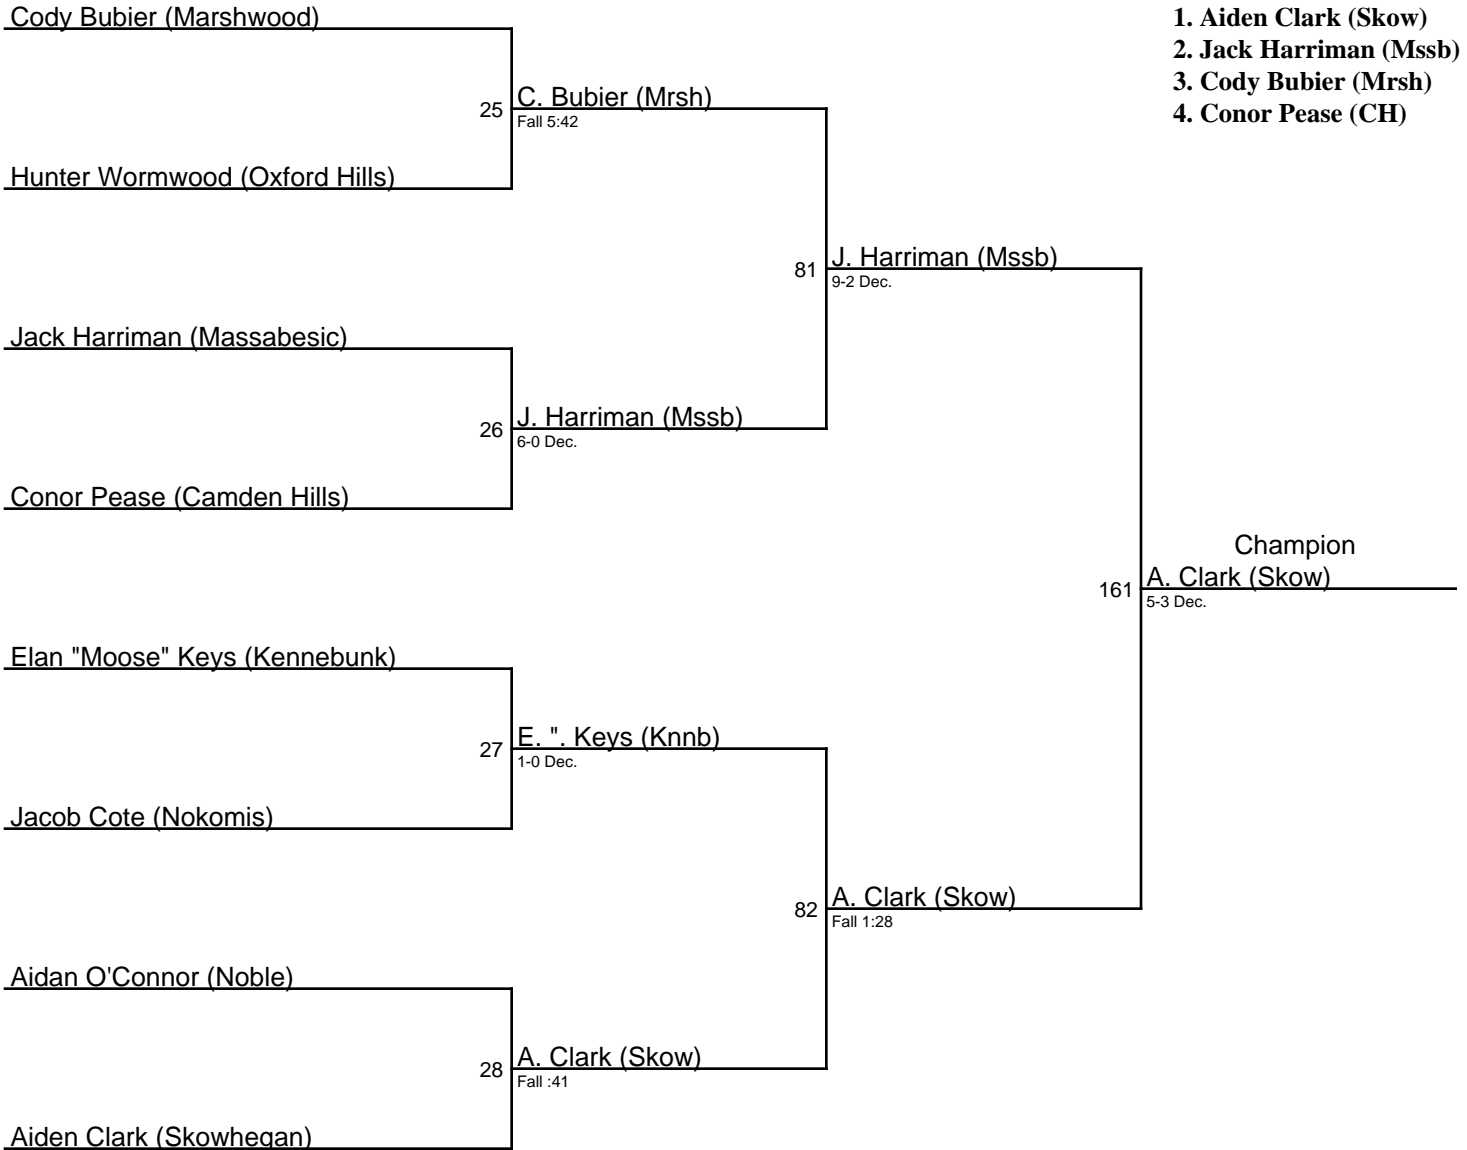 Cody Bubier (Marshwood)
1. Aiden Clark (Skow)
2. Jack Harriman (Mssb)
3. Cody Bubier (Mrsh)
4. Conor Pease (CH)
25
C. Bubier (Mrsh)
Fall 5:42
Hunter Wormwood (Oxford Hills)
81
J. Harriman (Mssb)
9-2 Dec.
Jack Harriman (Massabesic)
26
J. Harriman (Mssb)
6-0 Dec.
Conor Pease (Camden Hills)
Champion
161
A. Clark (Skow)
5-3 Dec.
Elan "Moose" Keys (Kennebunk)
27
E. ". Keys (Knnb)
1-0 Dec.
Jacob Cote (Nokomis)
82
A. Clark (Skow)
Fall 1:28
Aidan O'Connor (Noble)
28
A. Clark (Skow)
Fall :41
Aiden Clark (Skowhegan)